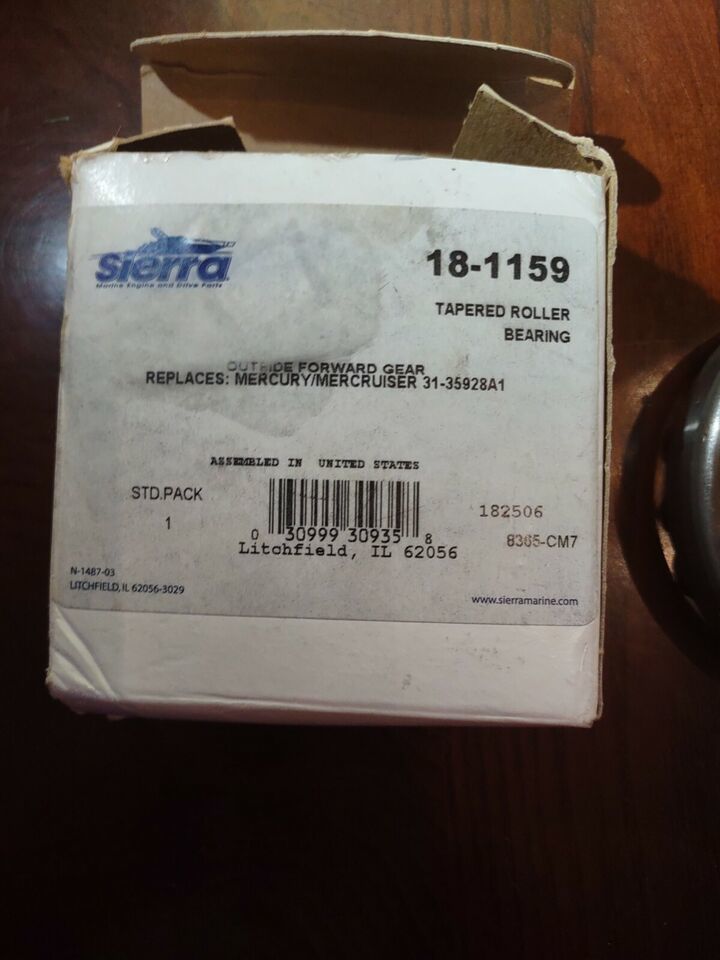 Sierra
Marine Engine and Drive Parts
18-1159
TAPERED ROLLER
BEARING
OUTSIDE FORWARD GEAR
REPLACES: MERCURY/MERCRUISER 31-35928A1
ASSEMBLED IN UNITED STATES
STD.PACK
1
0 30999 30935 8
Litchfield, IL 62056
182506
8365-CM7
N-1487-03
LITCHFIELD, IL 62056-3029
www.sierramarine.com